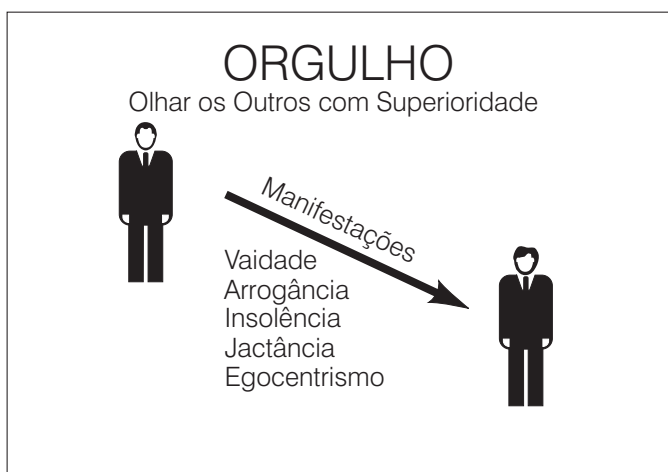 ORGULHO
Olhar os Outros com Superioridade
Manifestações
Vaidade
Arrogância
Insolência
Jactância
Egocentrismo